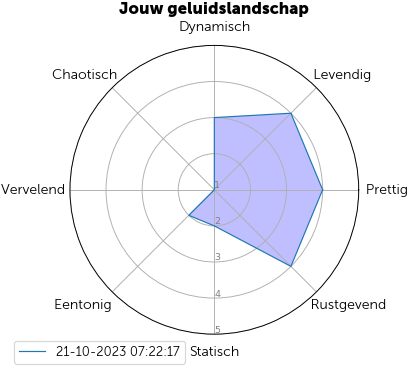 Jouw geluidslandschap
Dynamisch
Chaotisch
Levendig
Vervelend
1
Prettig
2
3
4
Eentonig
Rustgevend
5
21-10-2023 07:22:17
Statisch